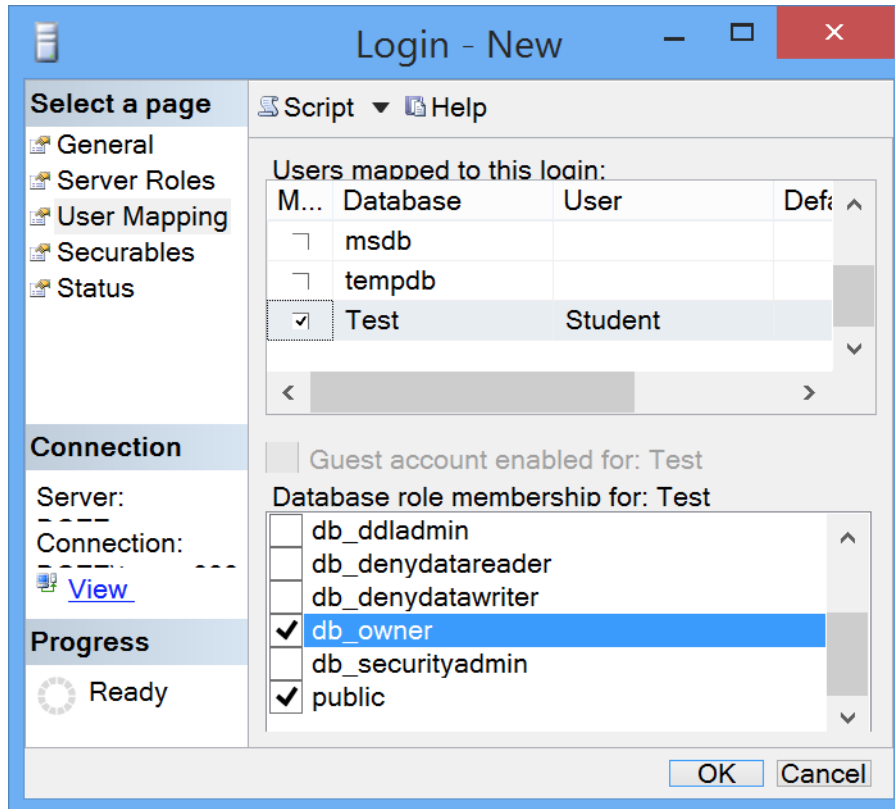 Login - New
Select a page
General
Server Roles
User Mapping
Securables
Status
Script Help
Users mapped to this login:
M... Database User Defa
msdb
tempdb
Test Student
Guest account enabled for: Test
Database role membership for: Test
db_ddladmin
db_denydatareader
db_denydatawriter
db_owner
db_securityadmin
public
Connection
Server:
Connection:
View
Progress
Ready
OK Cancel